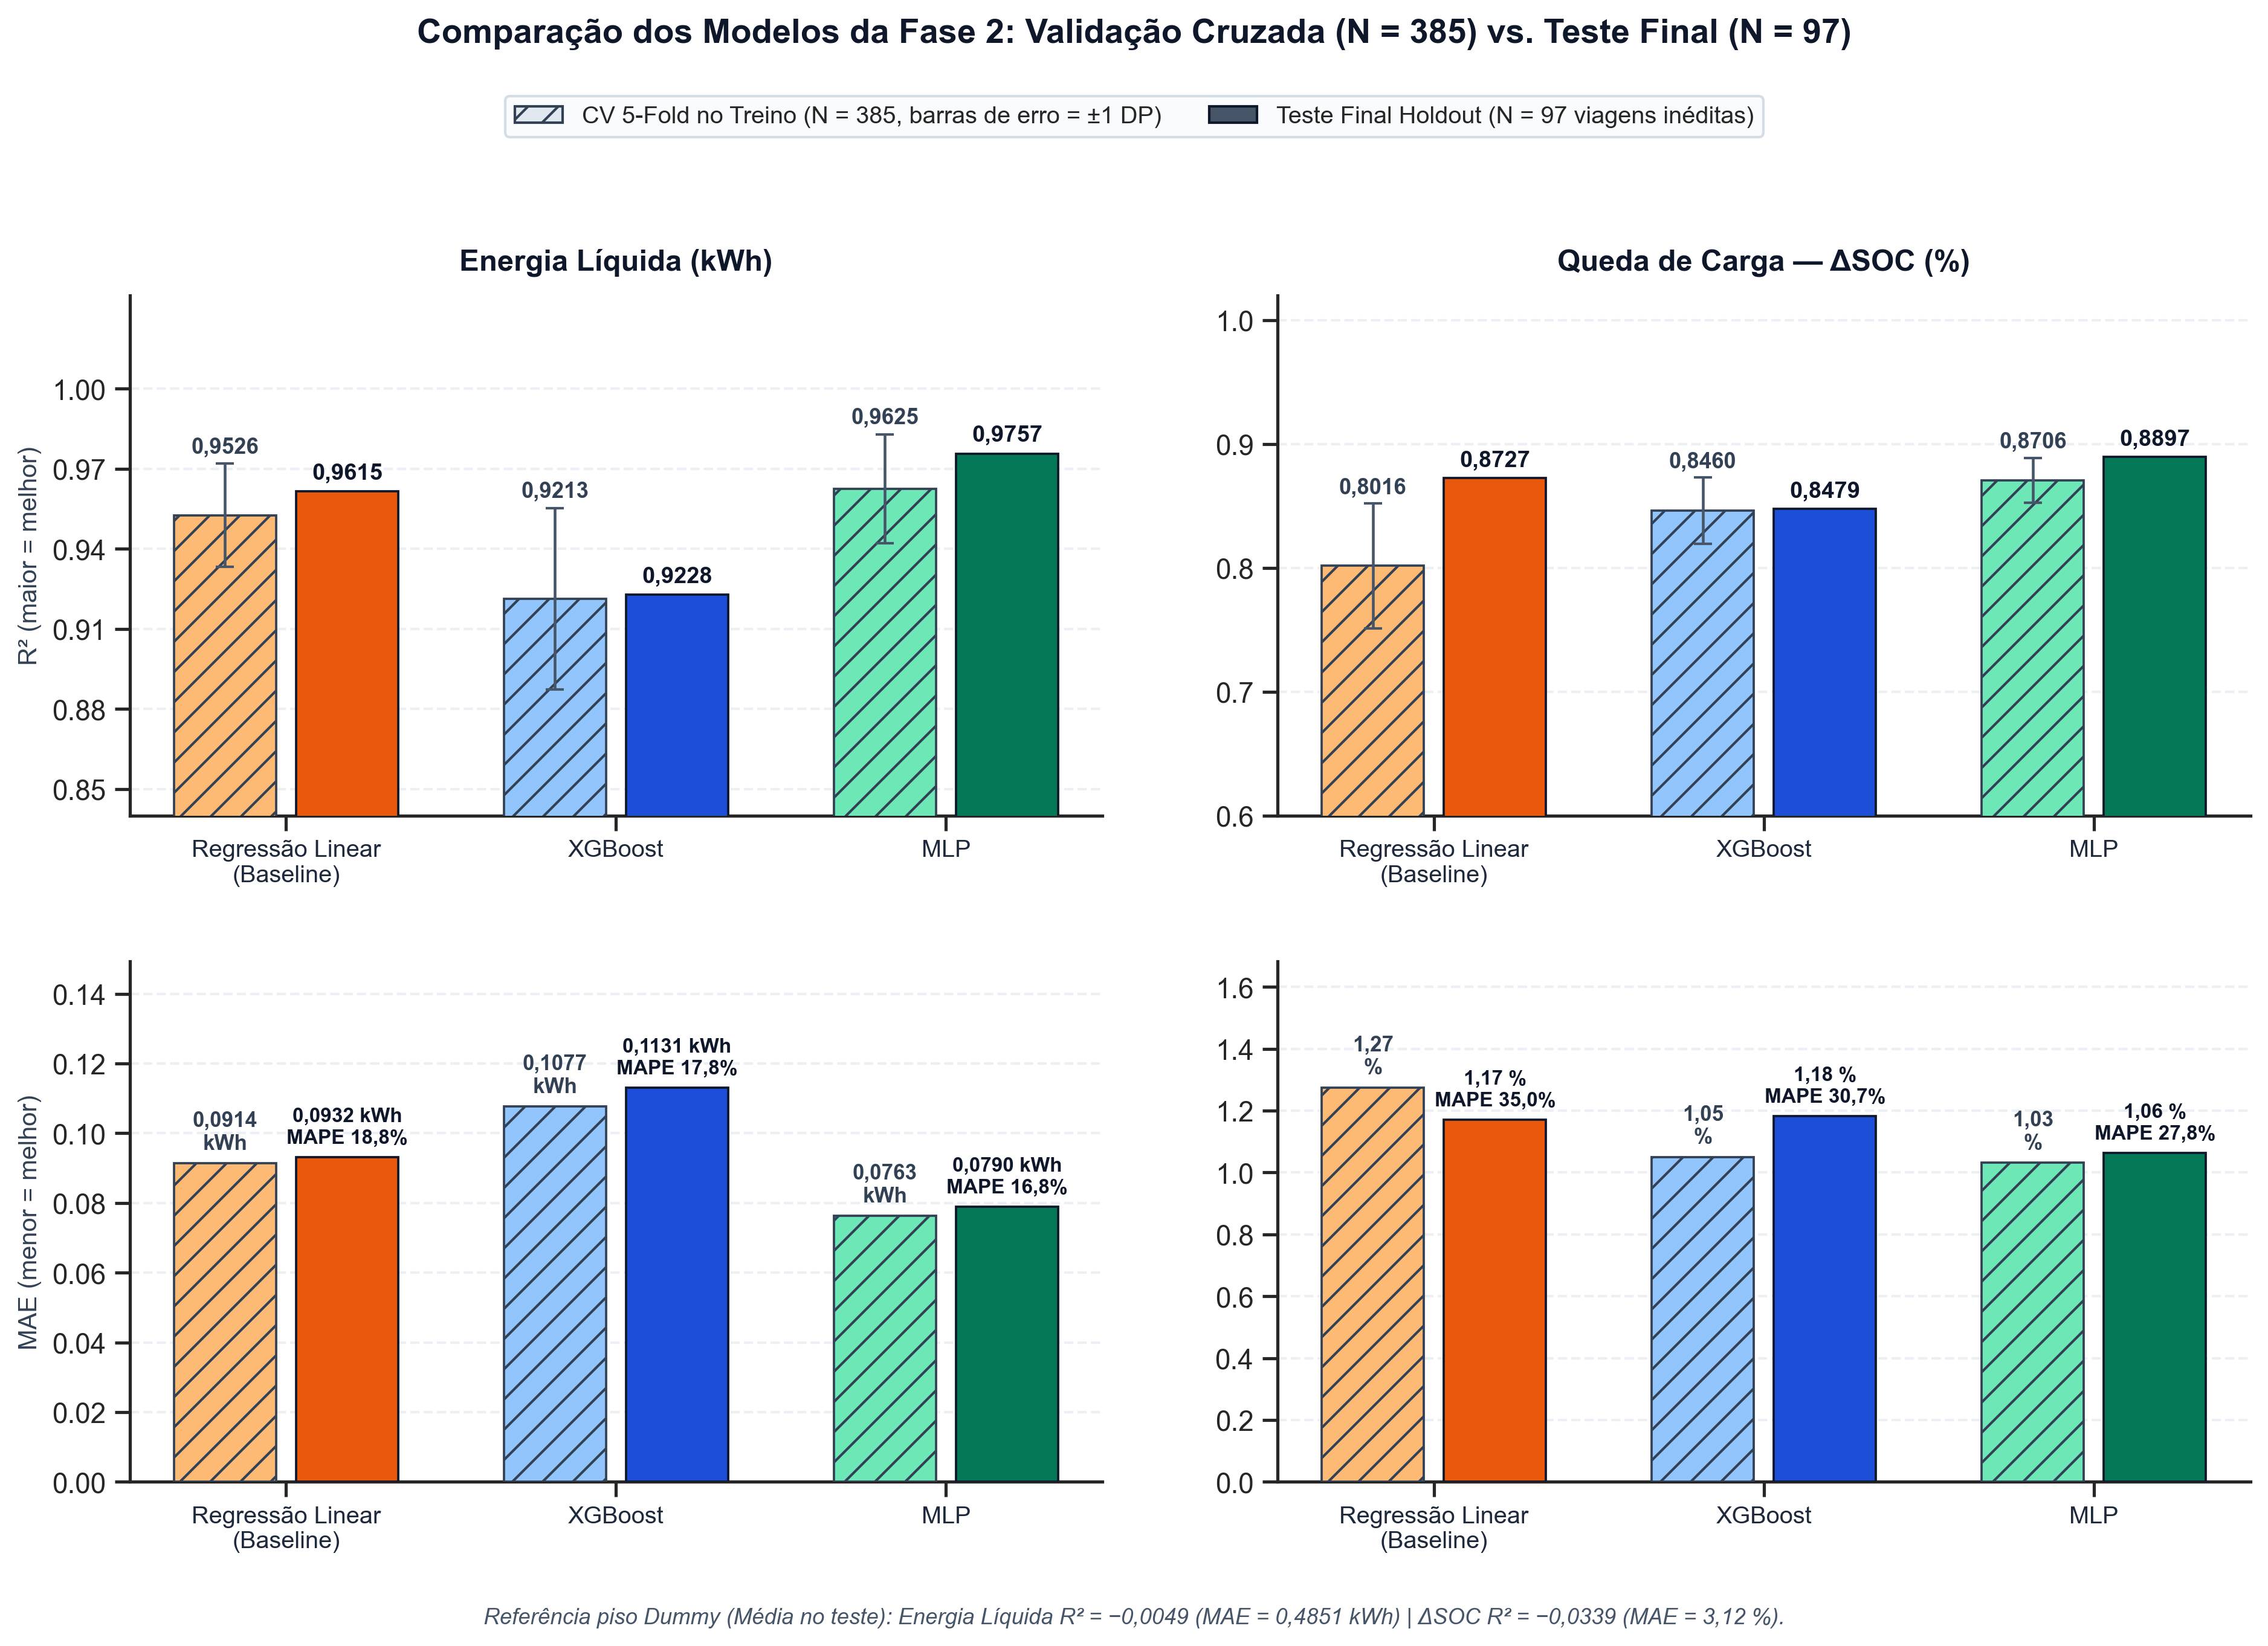 Comparação dos Modelos da Fase 2: Validação Cruzada (N = 385) vs. Teste Final (N = 97)
CV 5-Fold no Treino (N = 385, barras de erro = ±1 DP)
Teste Final Holdout (N = 97 viagens inéditas)
Energia Líquida (kWh)
R² (maior = melhor)
1.00
0.97
0.94
0.91
0.88
0.85
0,9526
0,9615
0,9213
0,9228
0,9625
0,9757
Regressão Linear
(Baseline)
XGBoost
MLP
Queda de Carga — ΔSOC (%)
1.0
0.9
0.8
0.7
0.6
0,8016
0,8727
0,8460
0,8479
0,8706
0,8897
Regressão Linear
(Baseline)
XGBoost
MLP
MAE (menor = melhor)
0.14
0.12
0.10
0.08
0.06
0.04
0.02
0.00
0,0914
kWh
0,0932 kWh
MAPE 18,8%
0,1077
kWh
0,1131 kWh
MAPE 17,8%
0,0763
kWh
0,0790 kWh
MAPE 16,8%
Regressão Linear
(Baseline)
XGBoost
MLP
1.6
1.4
1.2
1.0
0.8
0.6
0.4
0.2
0.0
1,27
%
1,17 %
MAPE 35,0%
1,05
%
1,18 %
MAPE 30,7%
1,03
%
1,06 %
MAPE 27,8%
Regressão Linear
(Baseline)
XGBoost
MLP
Referência piso Dummy (Média no teste): Energia Líquida R² = −0,0049 (MAE = 0,4851 kWh) | ΔSOC R² = −0,0339 (MAE = 3,12 %).